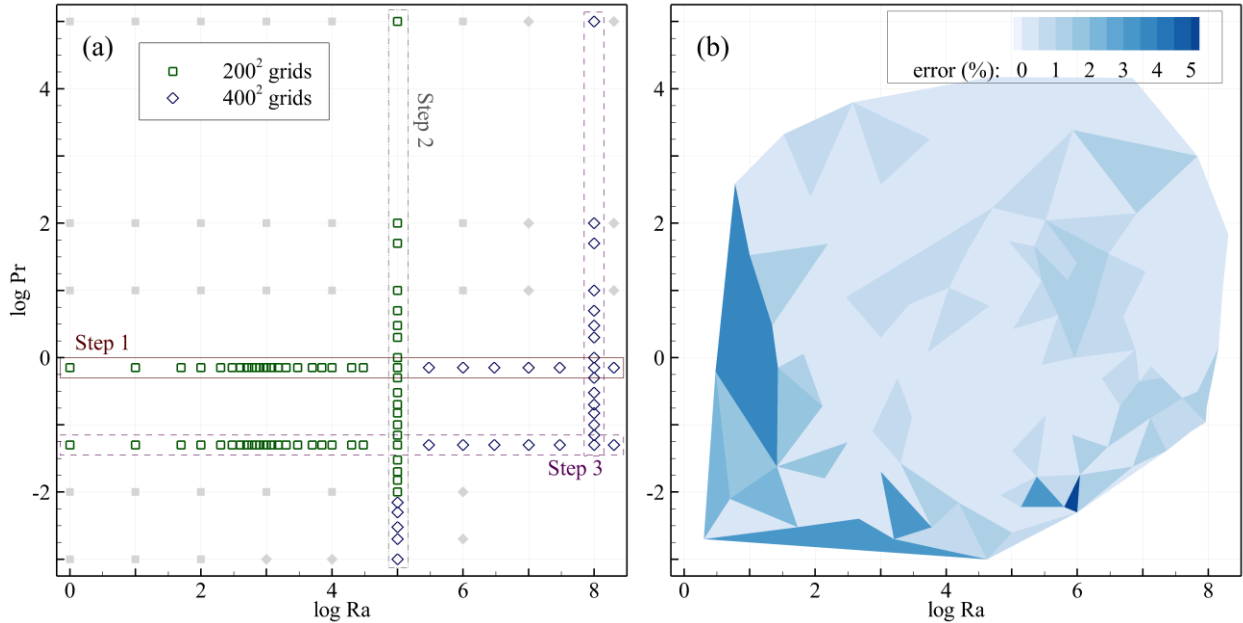 (a)
200² grids
400² grids
Step 2
Step 1
Step 3
4
2
0
-2
log Pr
0 2 4 6 8
log Ra
(b)
error (%): 0 1 2 3 4 5
4
2
0
-2
0 2 4 6 8
log Ra